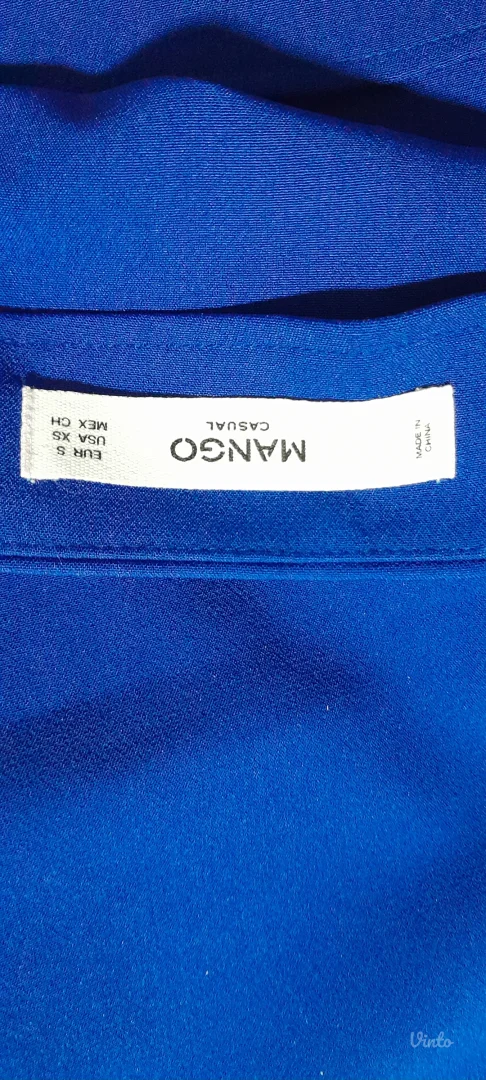 MANGO
CASUAL
EUR S
USA XS
MEX CH
MADE IN
CHINA
Vinto